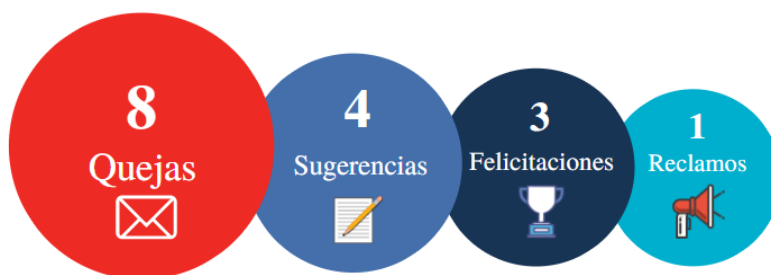 8
Quejas
4
Sugerencias
3
Felicitaciones
1
Reclamos